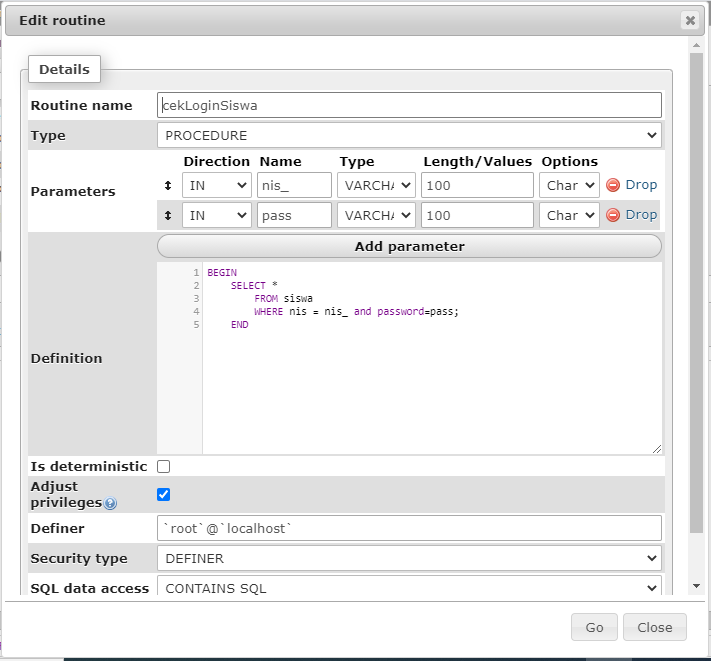 Edit routine
Details
Routine name cekLoginSiswa
Type PROCEDURE
Direction Name Type Length/Values Options
Parameters
IN nis_ VARCHA 100 Char Drop
IN pass VARCHA 100 Char Drop
Add parameter
Definition
1 BEGIN
2 SELECT *
3 FROM siswa
4 WHERE nis = nis_ and password=pass;
5 END
Is deterministic
Adjust
privileges
Definer `root`@`localhost`
Security type DEFINER
SQL data access CONTAINS SQL
Go Close